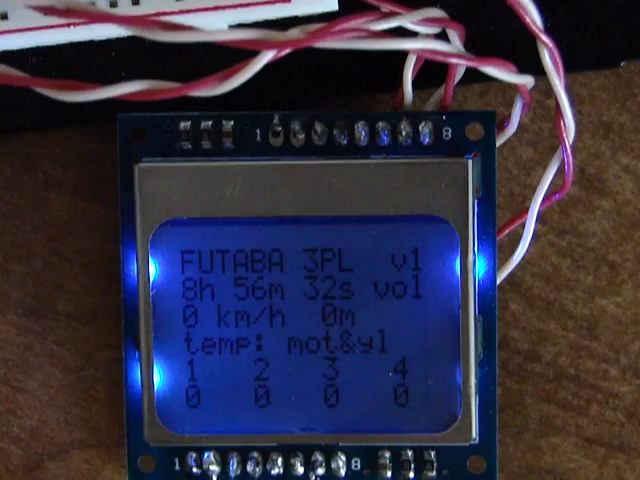 1 8
FUTABA 3PL v1
8h 56m 32s vol
0 km/h 0m
temp: mot&yl
1 2 3 4
0 0 0 0
1 8